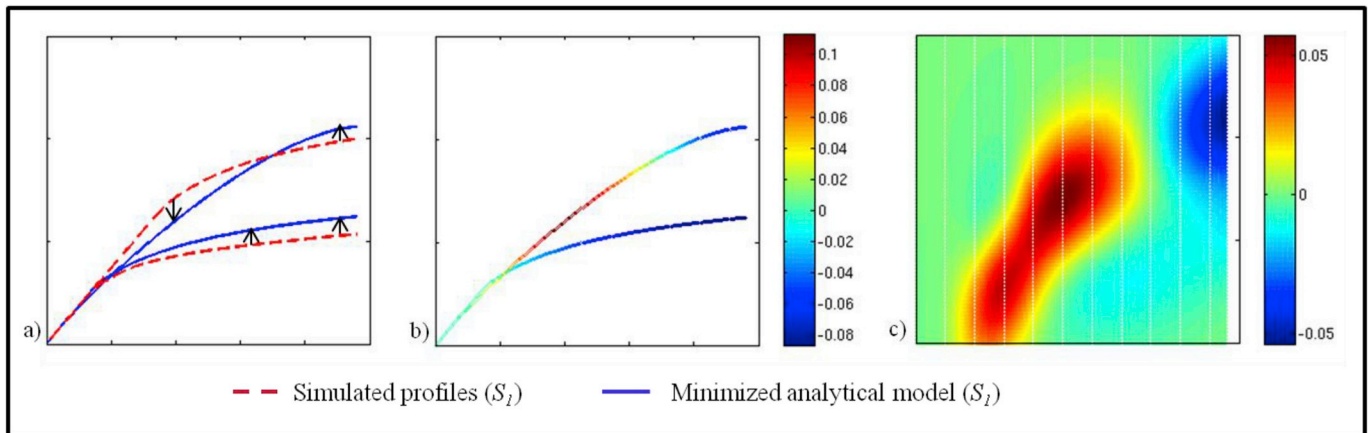 a)
b)
0.1
0.08
0.06
0.04
0.02
0
-0.02
-0.04
-0.06
-0.08
c)
0.05
0
-0.05
Simulated profiles (S1)
Minimized analytical model (S1)